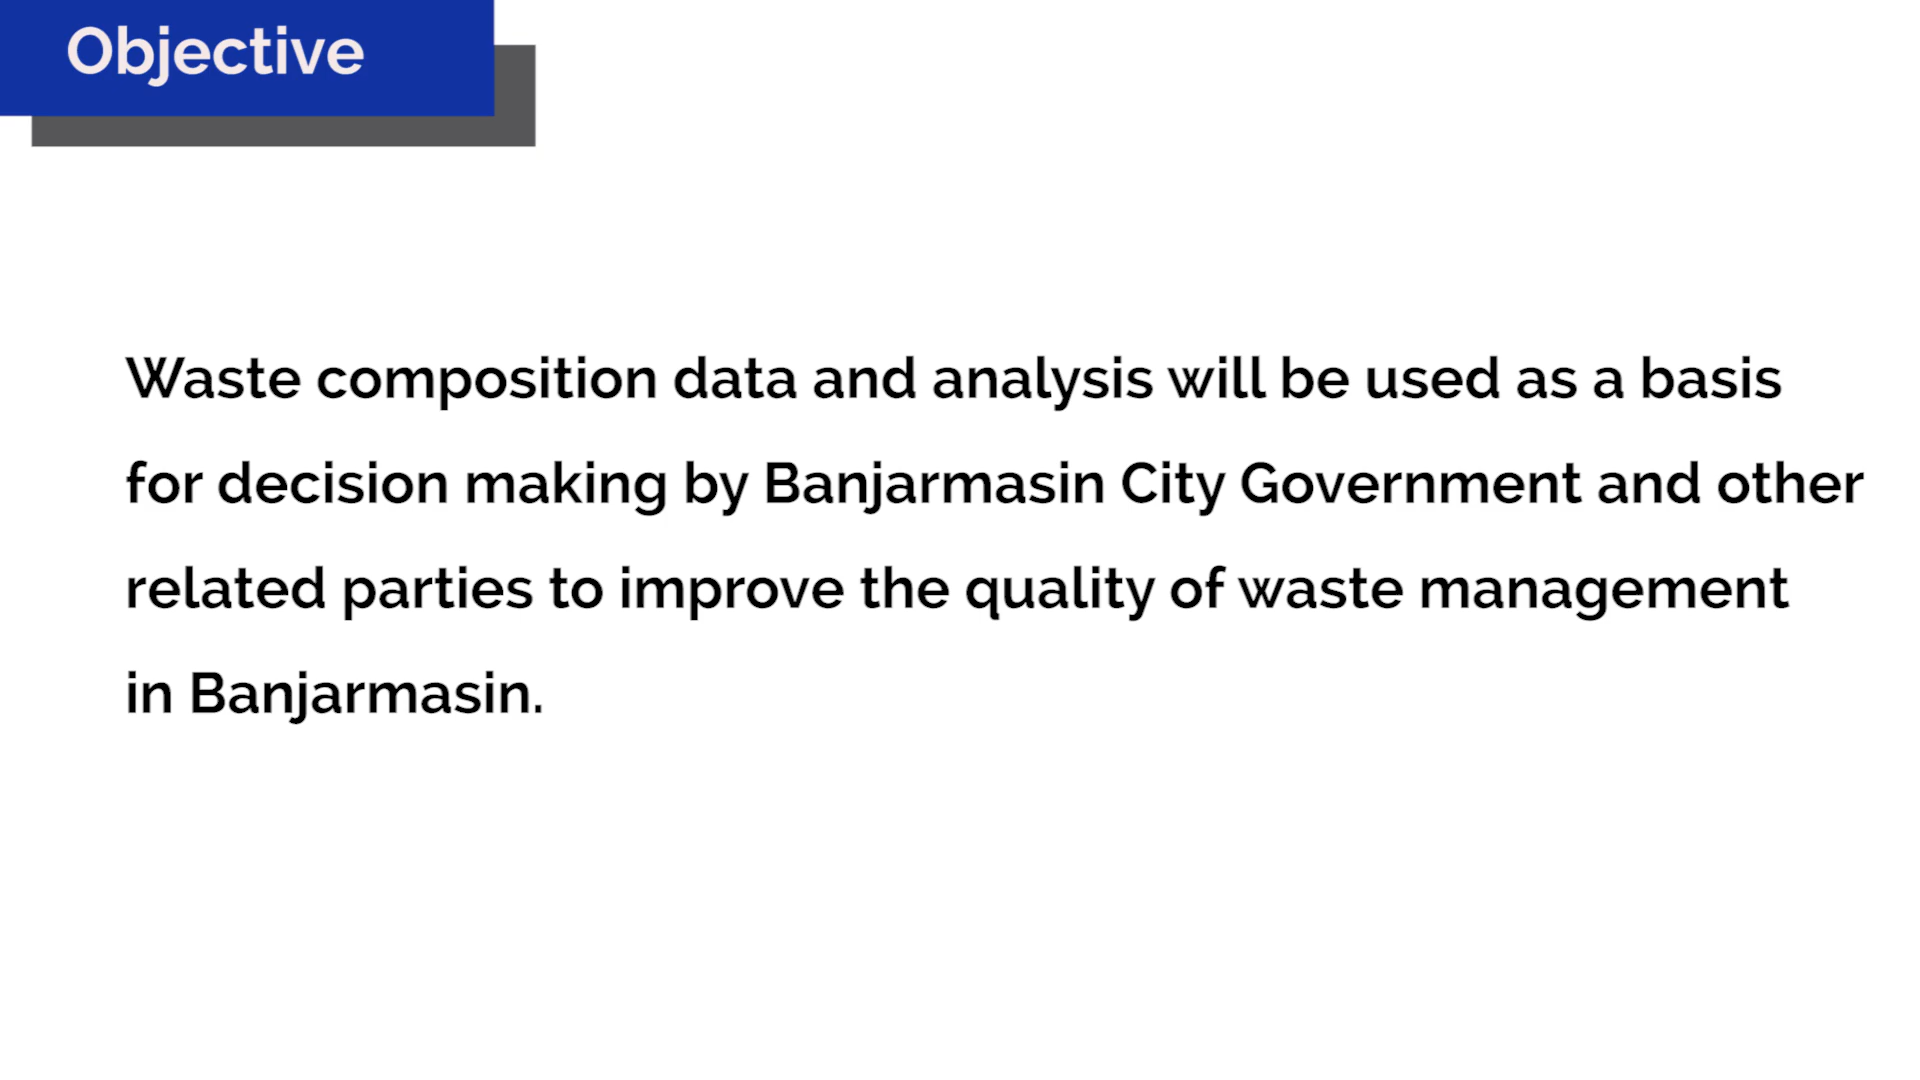 Objective
Waste composition data and analysis will be used as a basis
for decision making by Banjarmasin City Government and other
related parties to improve the quality of waste management
in Banjarmasin.